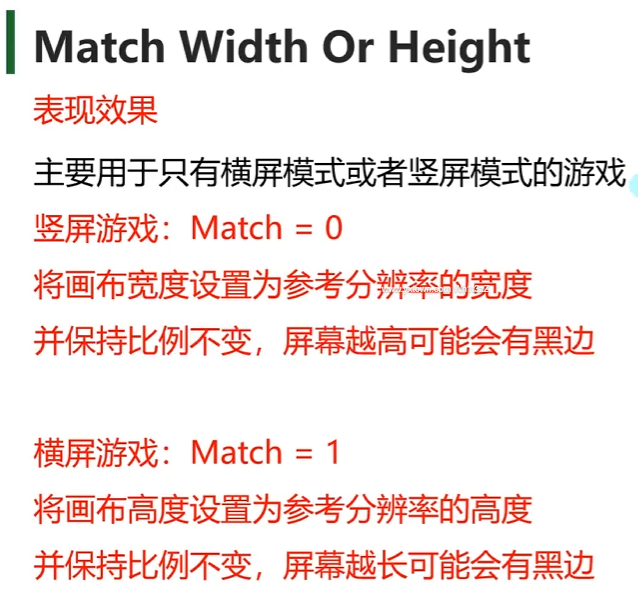 Match Width Or Height
表现效果
主要用于只有横屏模式或者竖屏模式的游戏
竖屏游戏：Match = 0
将画布宽度设置为参考分辨率的宽度
并保持比例不变，屏幕越高可能会有黑边
横屏游戏：Match = 1
将画布高度设置为参考分辨率的高度
并保持比例不变，屏幕越长可能会有黑边